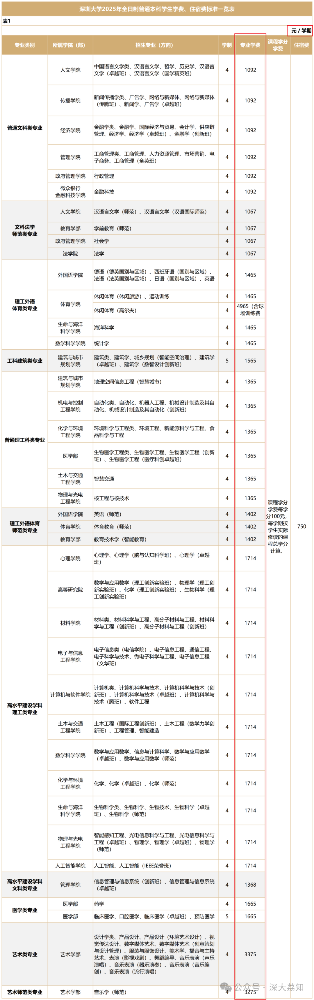 深圳大学2025年全日制普通本科学生学费、住宿费标准一览表
表1
元 / 学期
专业类别 所属学院（部） 招生专业（方向） 学制 专业学费 课程学分
学费 住宿费
普通文科类专业
人文学院
中国语言文学类、汉语言文学、哲学、历史学、汉语言
文学（卓越班）、汉语言文学（国学精英班）
4 1092
传播学院
新闻传播学类、广告学、网络与新媒体、网络与新媒体
（传腾班）、新闻学、广告学（卓越班）
4 1092
经济学院
金融学类、金融学、国际经济与贸易、会计学、供应链
管理、经济学、经济学（卓越班）、金融学（创新班）
4 1092
管理学院
工商管理类、工商管理、人力资源管理、市场营销、电
子商务、工商管理（全英班）
4 1092
政府管理学院 行政管理 4 1092
微众银行
金融科技学院
金融科技 4 1092
文科法学
师范类专业
人文学院 汉语言文学（师范）、汉语言文学（汉语国际师范） 4 1067
教育学部 学前教育（师范） 4 1067
政府管理学院 社会学 4 1067
法学院 法学 4 1067
理工外语
体育类专业
外国语学院
德语（德英国别与区域）、西班牙语（国别与区域）、
法语（法英国别与区域）、日语（国别与区域）、英语
4 1465
体育学院
休闲体育（休闲旅游）、运动训练 4 1465
休闲体育（高尔夫） 4 4965（含球
场训练费
生命与海洋
科学学院
海洋科学 4 1465
数学科学学院 统计学 4 1465
工科建筑类专业
建筑与城市
规划学院
建筑类、建筑学、城乡规划（智能空间治理）、建筑学
（卓越班）、建筑学（数智设计创新班）
5 1565
普通理工科类专业
建筑与城市
规划学院
地理空间信息工程（智慧城市） 4 1365
机电与控制
工程学院
自动化类、自动化、机器人工程、机械设计制造及其自
动化、机械设计制造及其自动化（创新班）
4 1365
化学与环境
工程学院
环境科学与工程类、环境工程、新能源科学与工程、食
品科学与工程
4 1365
医学部
生物医学工程类、生物医学工程、生物医学工程（创新
班）、生物医学工程（医疗科创卓越班）
4 1365
土木与交通
工程学院
智慧交通 4 1365
物理与光电
工程学院
核工程与核技术 4 1365
课程学分
学费每学
分100元，
每学期按
学生实际
修读的课
程总学分
计算。
750
理工外语体育
师范类专业
外国语学院 英语（师范） 4 1402
体育学院 体育教育（师范） 4 1402
教育学部 教育技术学（智能教育） 4 1402
高水平建设学科
理工类专业
心理学院
心理学、心理学（脑与认知科学班）、心理学（卓越
班）
4 1714
高等研究院
数学与应用数学（理工创新实验班）、物理学（理工创
新实验班）、化学（理工创新实验班）、生物科学（理
工创新实验班）
4 1714
材料学院
材料类、材料科学与工程、高分子材料与工程、材料科
学与工程（创新班）、高分子材料与工程（创新班）
4 1714
电子与信息
工程学院
电子信息类（电信学院）、电子信息工程、通信工程、
电子科学与技术、微电子科学与工程、电子信息工程
（文华班）
4 1714
计算机与软件学院
计算机类、计算机科学与技术、计算机科学与技术（创
新班）、计算机科学与技术（卓越班）、计算机科学与
技术（腾班）、软件工程
4 1714
土木与交通
工程学院
土木工程（国际工程创新班）、土木工程（数学力学创
新班）、工程管理、智能建造
4 1714
数学科学学院
数学与应用数学、信息与计算科学、数学与应用数学
（卓越班）、数学与应用数学（师范）
4 1714
化学与环境
工程学院
化学、化学（卓越班）、化学（师范） 4 1714
生命与海洋
科学学院
生物科学类、生物科学、生物技术、生物科学（卓越
班）、生物科学（师范）
4 1714
物理与光电
工程学院
智能感知工程、光电信息科学与工程、光电信息科学与
工程（卓越班）、物理学、物理学（卓越班）、物理学
（师范）
4 1714
人工智能学院 人工智能、人工智能（IEEE荣誉班） 4 1714
高水平建设学科
文科类专业
管理学院
信息管理与信息系统（创新班）、信息管理与信息系统
（卓越班）
4 1368
医学类专业
医学部 药学 4 1665
医学部 临床医学、口腔医学、临床医学（卓越班）、预防医学 5 1665
艺术类专业
艺术学部
设计学类、产品设计、产品设计（环境艺术设计）、视
觉传达设计、数字媒体艺术、数字媒体艺术（创意策划
与设计管理）、服装与服饰设计、美术学、播音与主持
艺术、表演（影视戏剧）、舞蹈编导、音乐表演（声乐
演唱）、音乐表演（器乐演奏）、音乐表演（音乐编
创）、音乐表演（流行演唱）
4 3375
艺术师范类专业 艺术学部 音乐学（师范） 4 3275
公众号 · 深大荔知